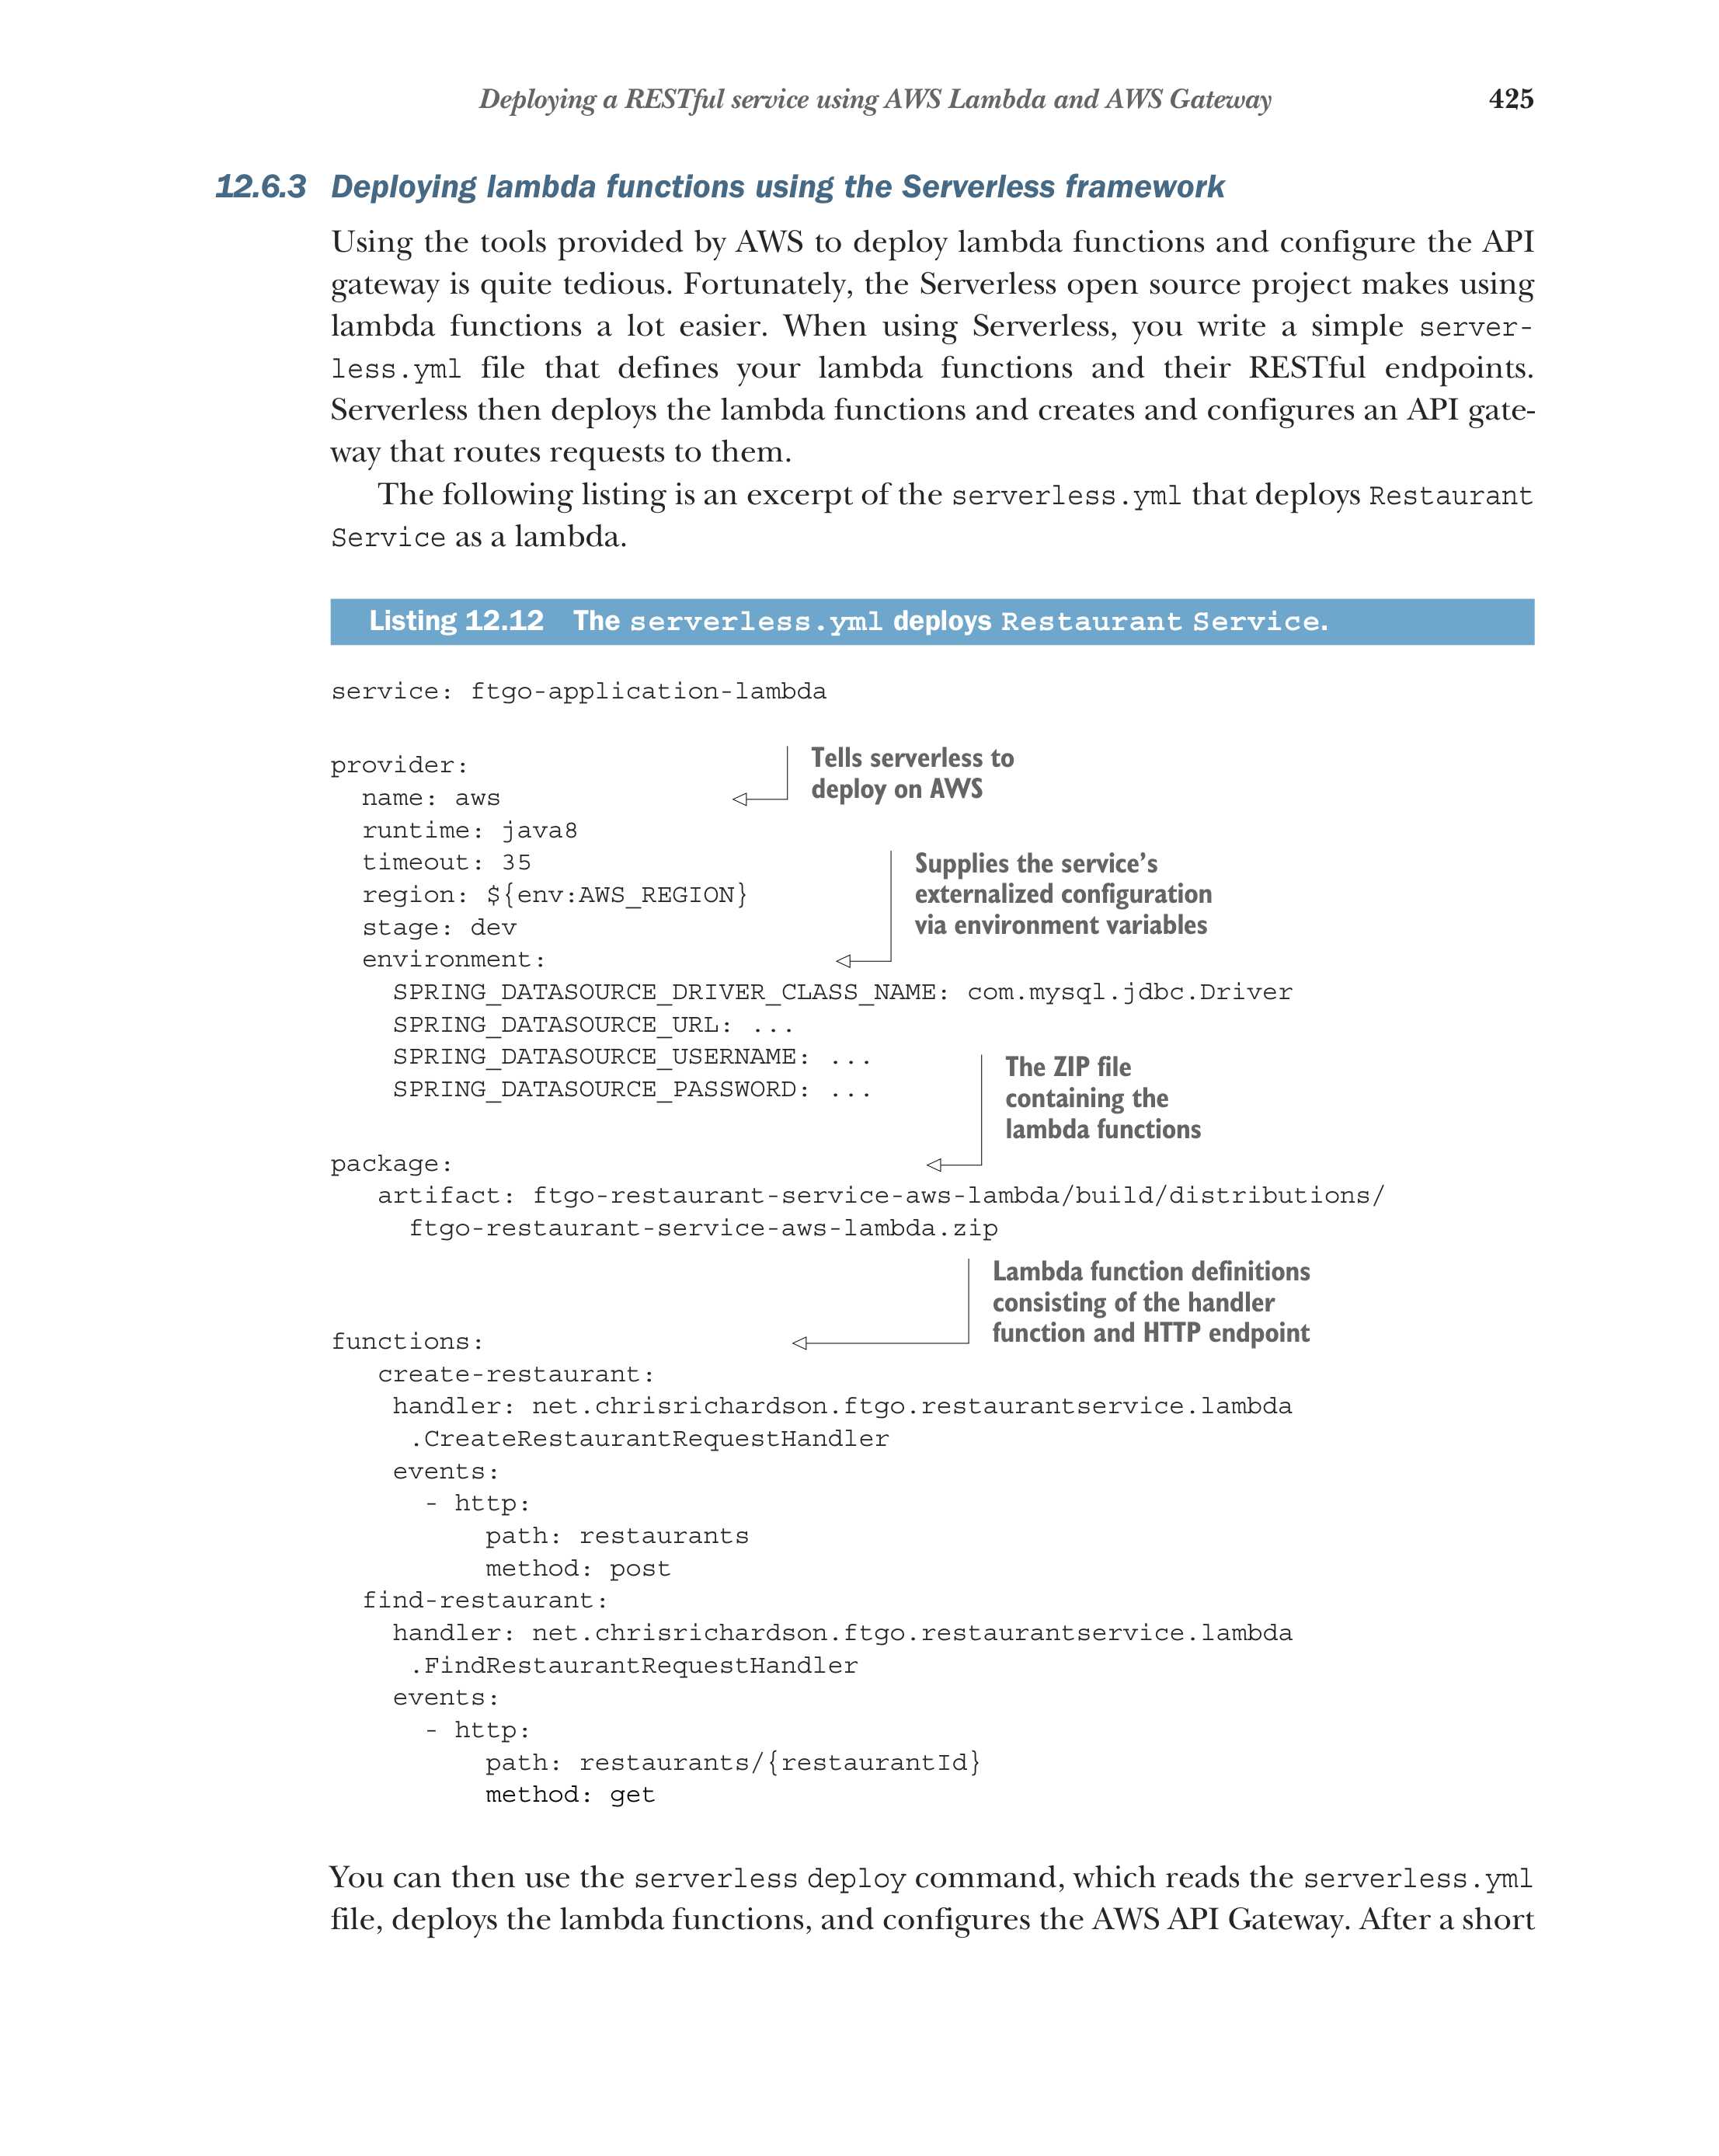 Deploying a RESTful service using AWS Lambda and AWS Gateway 425
12.6.3 Deploying lambda functions using the Serverless framework
Using the tools provided by AWS to deploy lambda functions and configure the API
gateway is quite tedious. Fortunately, the Serverless open source project makes using
lambda functions a lot easier. When using Serverless, you write a simple server-
less.yml file that defines your lambda functions and their RESTful endpoints.
Serverless then deploys the lambda functions and creates and configures an API gate-
way that routes requests to them.
The following listing is an excerpt of the serverless.yml that deploys Restaurant
Service as a lambda.
Listing 12.12 The serverless.yml deploys Restaurant Service.
service: ftgo-application-lambda
provider:
Tells serverless to
deploy on AWS
name: aws
runtime: java8
timeout: 35
region: ${env:AWS_REGION}
stage: dev
Supplies the service's
externalized configuration
via environment variables
environment:
SPRING_DATASOURCE_DRIVER_CLASS_NAME: com.mysql.jdbc.Driver
SPRING_DATASOURCE_URL: ...
SPRING_DATASOURCE_USERNAME: ...
SPRING_DATASOURCE_PASSWORD: ...
The ZIP file
containing the
lambda functions
package:
artifact: ftgo-restaurant-service-aws-lambda/build/distributions/
ftgo-restaurant-service-aws-lambda.zip
Lambda function definitions
consisting of the handler
function and HTTP endpoint
functions:
create-restaurant:
handler: net.chrisrichardson.ftgo.restaurantservice.lambda
.CreateRestaurantRequestHandler
events:
- http:
path: restaurants
method: post
find-restaurant:
handler: net.chrisrichardson.ftgo.restaurantservice.lambda
.FindRestaurantRequestHandler
events:
- http:
path: restaurants/{restaurantId}
method: get
You can then use the serverless deploy command, which reads the serverless.yml
file, deploys the lambda functions, and configures the AWS API Gateway. After a short